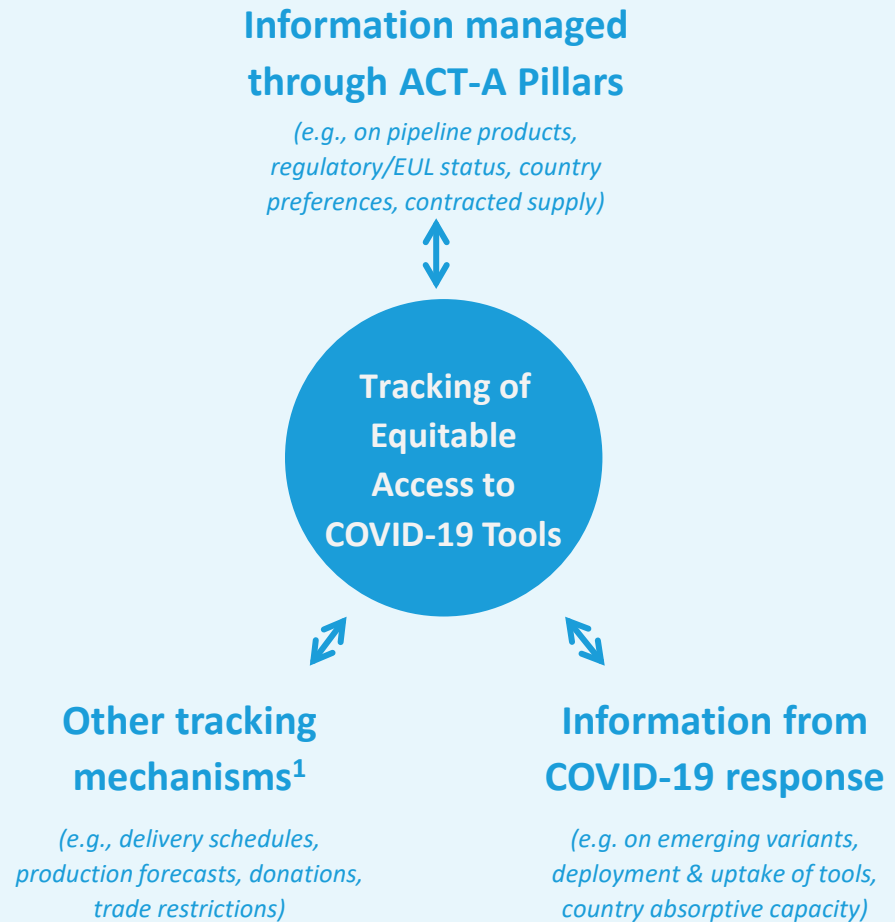 Information managed
through ACT-A Pillars
(e.g., on pipeline products,
regulatory/EUL status, country
preferences, contracted supply)
Tracking of
Equitable
Access to
COVID-19 Tools
Other tracking
mechanisms¹
(e.g., delivery schedules,
production forecasts, donations,
trade restrictions)
Information from
COVID-19 response
(e.g. on emerging variants,
deployment & uptake of tools,
country absorptive capacity)